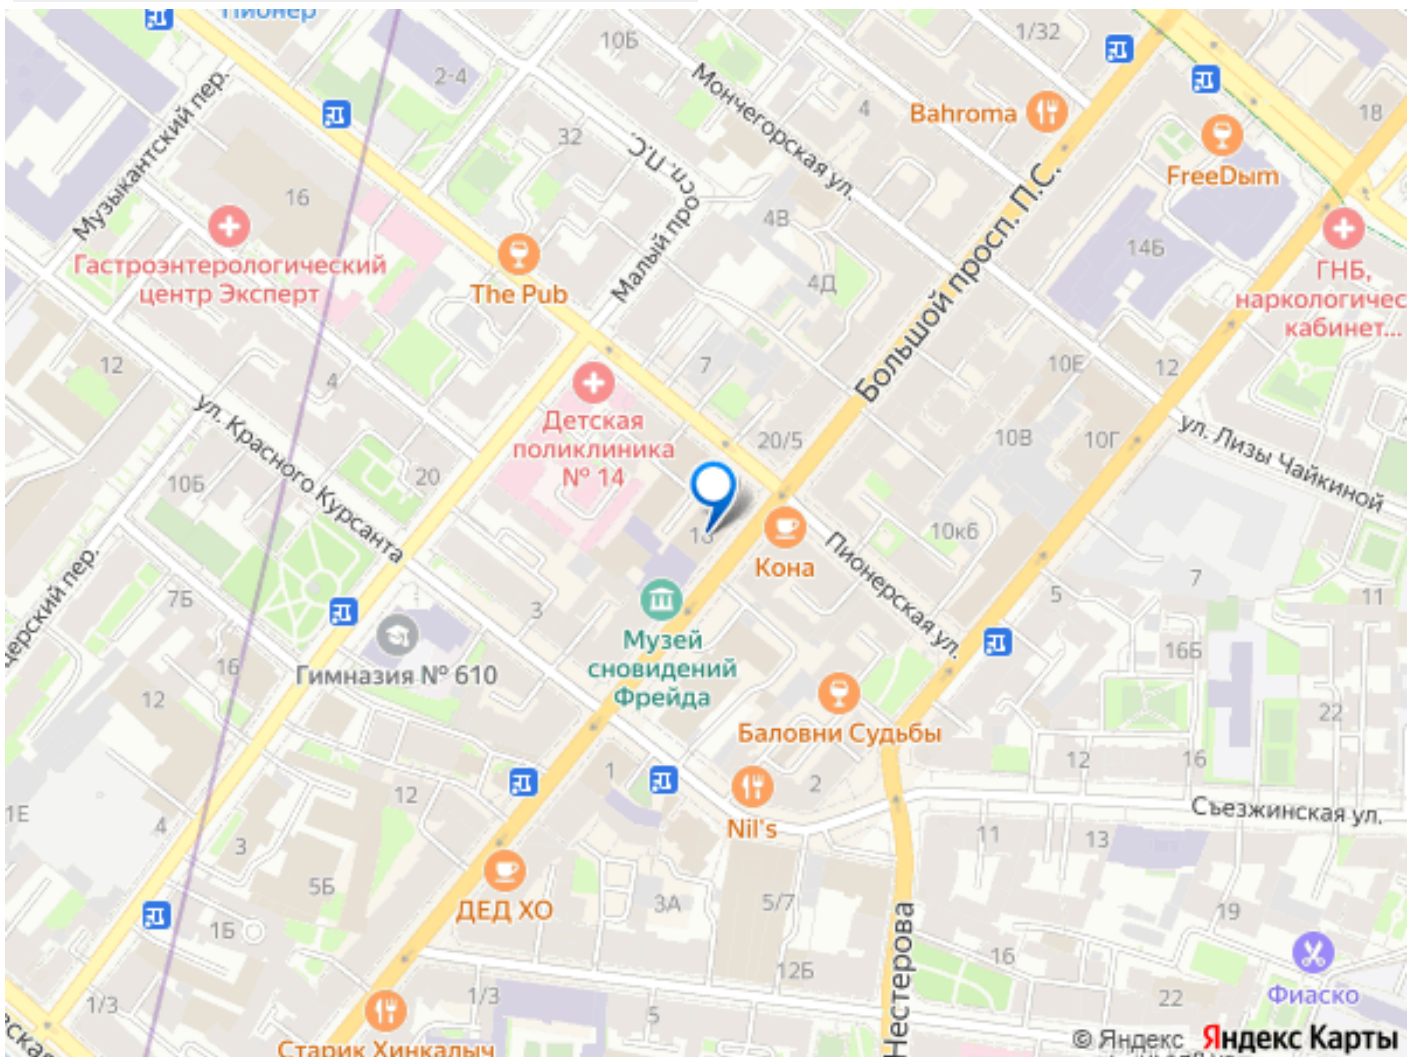 Пионер
10Б
1/32
2-4
Мончегорская ул.
4
18
Bahroma
Музыкантский пер.
32
Малый просп. П.С.
FreeDыm
16
4В
14Б
Большой просп. П.С.
Гастроэнтерологический
центр Эксперт
The Pub
4Д
ГНБ,
наркологичес
кабинет...
12
4
7
10Е
12
Детская
поликлиника
№ 14
20/5
10В
10Г
ул. Лизы Чайкиной
ул. Красного Курсанта
20
10Б
10к6
Кона
Пионерская ул.
7
5
11
7Б
3
Музей
сновидений
Фрейда
16Б
Гимназия № 610
16
12
22
Баловни Судьбы
12
16
1
2
1Е
4
12
Nil's
Съезжинская ул.
11
13
3
5Б
3А
5/7
ДЕД ХО
19
1Б
Нестерова
12Б
16
Фиаско
1/3
1/3
5
22
Старик Хинкалыч
© Яндекс Яндекс Карты